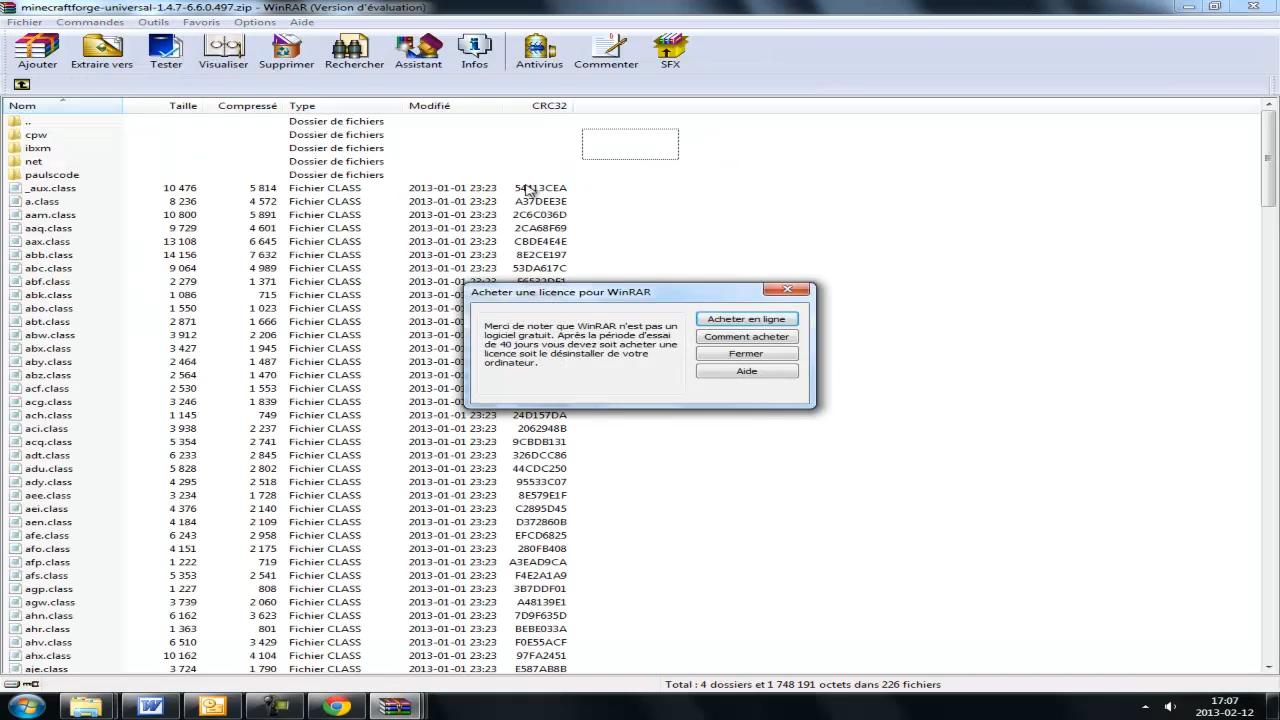 minecraftforge-universal-1.4.7-6.6.0.497.zip - WinRAR (Version d'évaluation)
Fichier Commandes Outils Favoris Options Aide
Ajouter Extraire vers Tester Visualiser Supprimer Rechercher Assistant Infos Antivirus Commenter SFX
Nom Taille Compressé Type Modifié CRC32
.. Dossier de fichiers
cpw Dossier de fichiers
ibxm Dossier de fichiers
net Dossier de fichiers
paulscode Dossier de fichiers
_aux.class 10 476 5 814 Fichier CLASS 2013-01-01 23:23
a.class 8 236 4 572 Fichier CLASS 2013-01-01 23:23 A37DEE3E
aam.class 10 800 5 891 Fichier CLASS 2013-01-01 23:23 2C6C036D
aaq.class 9 729 4 601 Fichier CLASS 2013-01-01 23:23 2CA68F69
aax.class 13 108 6 645 Fichier CLASS 2013-01-01 23:23 CBDE4E4E
abb.class 14 156 7 632 Fichier CLASS 2013-01-01 23:23 8E2CE197
abc.class 9 064 4 989 Fichier CLASS 2013-01-01 23:23 53DA617C
abf.class 2 279 1 371 Fichier CLASS 2013-01-01 23:23
abk.class 1 086 715 Fichier CLASS
abo.class 1 550 1 023 Fichier CLASS
abt.class 2 871 1 666 Fichier CLASS
abw.class 3 912 2 206 Fichier CLASS
abx.class 3 427 1 945 Fichier CLASS
aby.class 2 464 1 487 Fichier CLASS
abz.class 2 564 1 470 Fichier CLASS
acf.class 2 530 1 553 Fichier CLASS
acg.class 3 246 1 839 Fichier CLASS
Acheter une licence pour WinRAR
Merci de noter que WinRAR n'est pas un
logiciel gratuit. Après la période d'essai
de 40 jours vous devez soit acheter une
licence soit le désinstaller de votre
ordinateur.
Acheter en ligne
Comment acheter
Fermer
Aide
ach.class 1 145 749 Fichier CLASS 2013-01-01 23:23 24D157DA
aci.class 3 938 2 237 Fichier CLASS 2013-01-01 23:23 2062948B
acq.class 5 354 2 741 Fichier CLASS 2013-01-01 23:23 9CBDB131
adt.class 6 233 2 845 Fichier CLASS 2013-01-01 23:23 326DCC86
adu.class 5 828 2 802 Fichier CLASS 2013-01-01 23:23 44CDC250
ady.class 4 295 2 518 Fichier CLASS 2013-01-01 23:23 95533C07
aee.class 3 234 1 728 Fichier CLASS 2013-01-01 23:23 8E579E1F
aei.class 4 376 2 140 Fichier CLASS 2013-01-01 23:23 C2895D45
aen.class 4 184 2 109 Fichier CLASS 2013-01-01 23:23 D372860B
afe.class 6 243 2 958 Fichier CLASS 2013-01-01 23:23 EFCD6825
afo.class 4 151 2 175 Fichier CLASS 2013-01-01 23:23 280FB408
afp.class 1 222 719 Fichier CLASS 2013-01-01 23:23 A3EAD9CA
afs.class 5 353 2 541 Fichier CLASS 2013-01-01 23:23 F4E2A1A9
agp.class 1 227 808 Fichier CLASS 2013-01-01 23:23 3B7DDF01
agw.class 3 739 2 060 Fichier CLASS 2013-01-01 23:23 A48139E1
ahn.class 6 162 3 623 Fichier CLASS 2013-01-01 23:23 7D9F635D
ahr.class 1 363 801 Fichier CLASS 2013-01-01 23:23 BEBE033A
ahv.class 6 510 3 429 Fichier CLASS 2013-01-01 23:23 F0E55ACF
ahx.class 10 162 4 104 Fichier CLASS 2013-01-01 23:23 97FA2451
aje.class 3 724 1 790 Fichier CLASS 2013-01-01 23:23 E587AB8B
Total : 4 dossiers et 1 748 191 octets dans 226 fichiers
17:07
2013-02-12